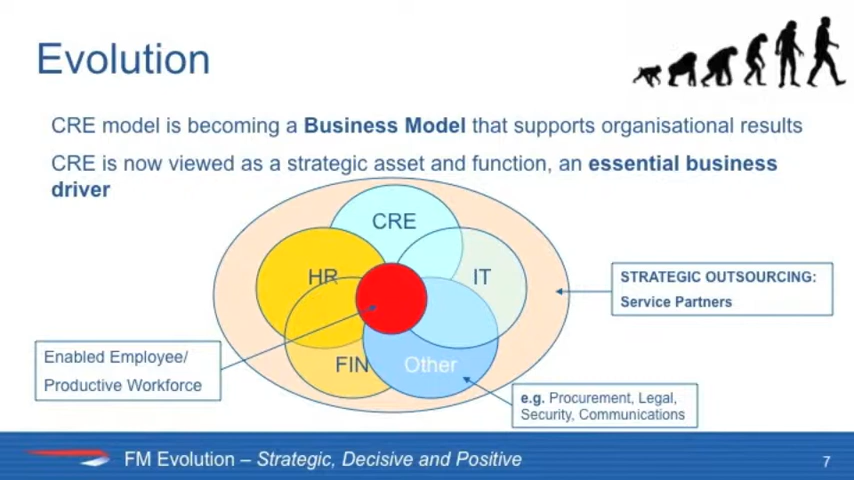 Evolution
CRE model is becoming a Business Model that supports organisational results
CRE is now viewed as a strategic asset and function, an essential business
driver
CRE
HR
IT
STRATEGIC OUTSOURCING:
Service Partners
Enabled Employee/
Productive Workforce
FIN
Other
e.g. Procurement, Legal,
Security, Communications
FM Evolution – Strategic, Decisive and Positive
7